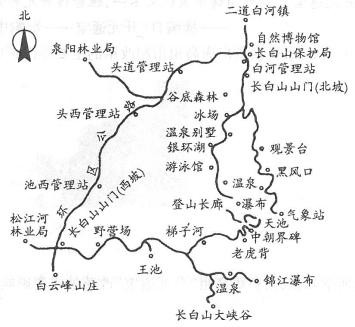 北
二道白河镇
自然博物馆
长白山保护局
白河管理站
长白山山门(北坡)
泉阳林业局
头道管理站
谷底森林
头西管理站
环区公路
冰场
温泉别墅
银环湖
观景台
游泳馆
黑风口
池西管理站
长白山山门(西坡)
温泉
登山长廊
瀑布
气象站
天池
松江河
林业局
野营场
梯子河
中朝界碑
老虎背
王池
白云峰山庄
温泉
锦江瀑布
长白山大峡谷